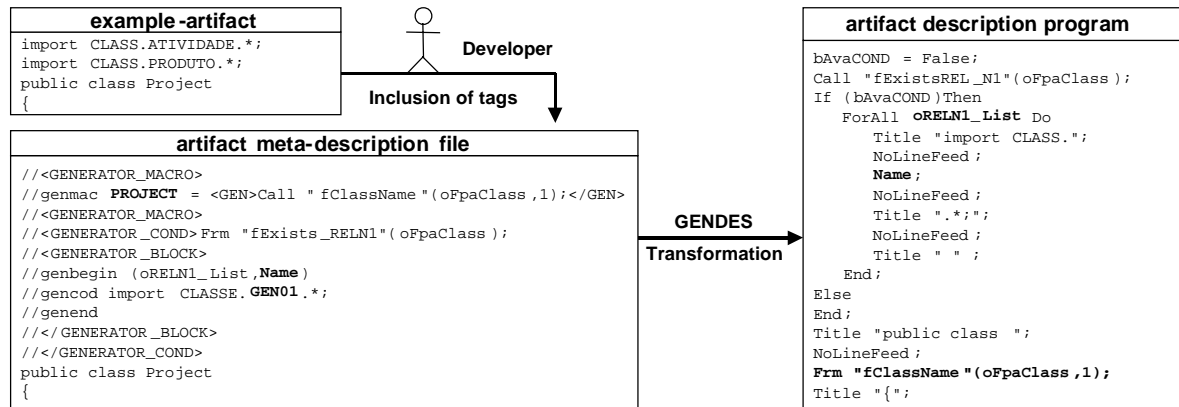 example-artifact
import CLASS.ATIVIDADE.*;
import CLASS.PRODUTO.*;
public class Project
{
Developer
Inclusion of tags
artifact meta-description file
//<GENERATOR_MACRO>
//genmac PROJECT = <GEN>Call "fClassName"(oFpaClass,1);</GEN>
//<GENERATOR_MACRO>
//<GENERATOR_COND>Frm "fExists_RELN1"(oFpaClass);
//<GENERATOR_BLOCK>
//genbegin (oRELN1_List,Name)
//gencod import CLASSE.GEN01.*;
//genend
//</GENERATOR_BLOCK>
//</GENERATOR_COND>
public class Project
{
GENDES
Transformation
artifact description program
bAvaCOND = False;
Call "fExistsREL_N1"(oFpaClass);
If (bAvaCOND)Then
ForAll oRELN1_List Do
Title "import CLASS.";
NoLineFeed;
Name;
NoLineFeed;
Title ".*;";
NoLineFeed;
Title " " ;
End;
Else
End;
Title "public class ";
NoLineFeed;
Frm "fClassName"(oFpaClass,1);
Title "{";